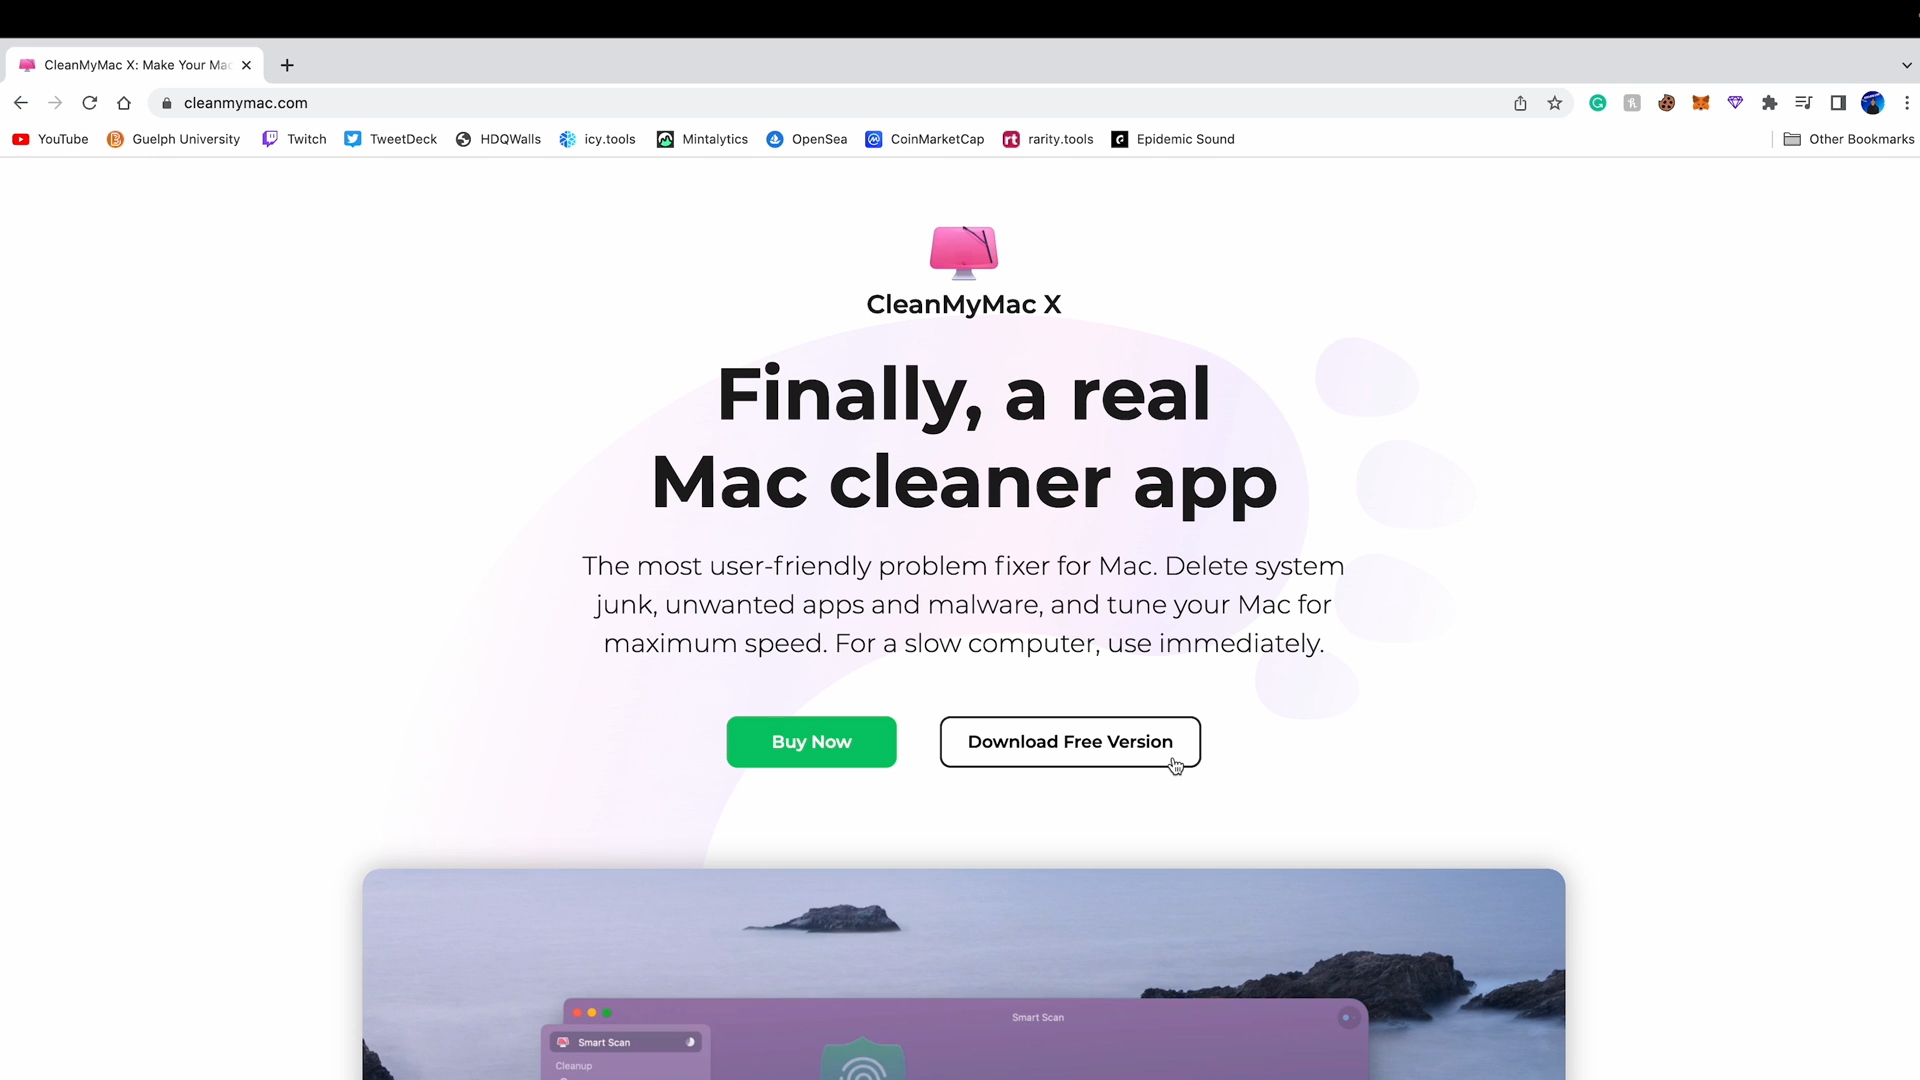 CleanMyMac X: Make Your Mac
cleanmymac.com
YouTube Guelph University Twitch TweetDeck HDQWalls icy.tools Mintalytics OpenSea CoinMarketCap rarity.tools Epidemic Sound Other Bookmarks
CleanMyMac X
Finally, a real
Mac cleaner app
The most user-friendly problem fixer for Mac. Delete system
junk, unwanted apps and malware, and tune your Mac for
maximum speed. For a slow computer, use immediately.
Buy Now Download Free Version
Smart Scan
Smart Scan
Cleanup